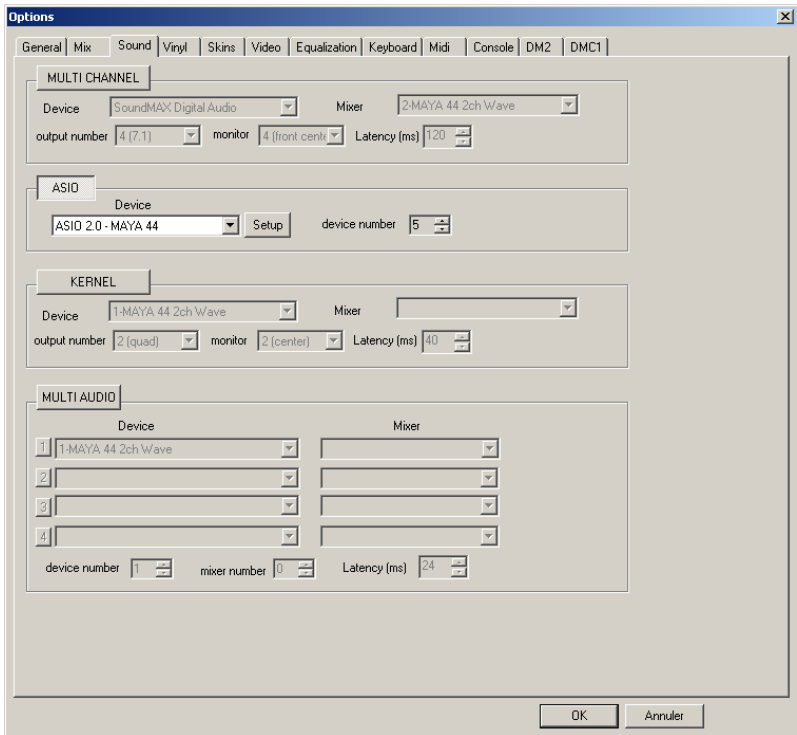 Options
General Mix Sound Vinyl Skins Video Equalization Keyboard Midi Console DM2 DMC1
MULTI CHANNEL
Device SoundMAX Digital Audio Mixer 2-MAYA 44 2ch Wave
output number 4 (7.1) monitor 4 (front cente Latency (ms) 120
ASIO
Device
ASIO 2.0 - MAYA 44 Setup device number 5
KERNEL
Device 1-MAYA 44 2ch Wave Mixer
output number 2 (quad) monitor 2 (center) Latency (ms) 40
MULTI AUDIO
Device Mixer
1 1-MAYA 44 2ch Wave
2
3
4
device number 1 mixer number 0 Latency (ms) 24
OK Annuler